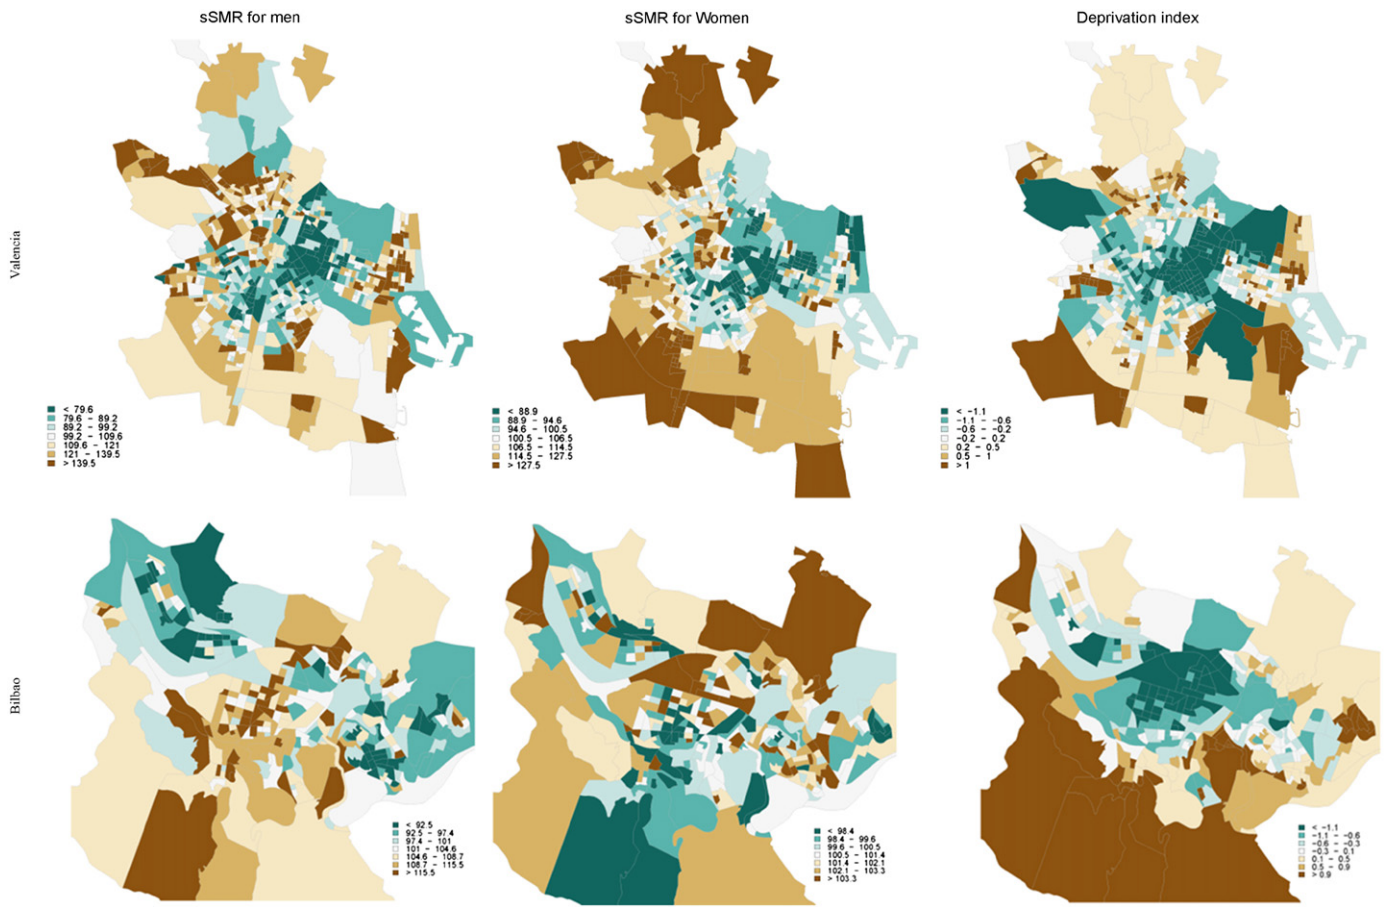 sSMR for men
sSMR for Women
Deprivation index
Valencia
< 79.6
79.6 – 89.2
89.2 – 99.2
99.2 – 109.6
109.6 – 121
121 – 139.5
> 139.5
< 88.9
88.9 – 94.6
94.6 – 100.5
100.5 – 106.5
106.5 – 114.5
114.5 – 127.5
> 127.5
< −1.1
−1.1 – −0.6
−0.6 – −0.2
−0.2 – 0.2
0.2 – 0.5
0.5 – 1
> 1
Bilbao
< 92.5
92.5 – 97.4
97.4 – 101
101 – 104.6
104.6 – 108.7
108.7 – 115.5
> 115.5
< 98.4
98.4 – 99.6
99.6 – 100.5
100.5 – 101.4
101.4 – 102.1
102.1 – 103.3
> 103.3
< −1.1
−1.1 – −0.6
−0.6 – −0.3
−0.3 – 0.1
0.1 – 0.5
0.5 – 0.9
> 0.9